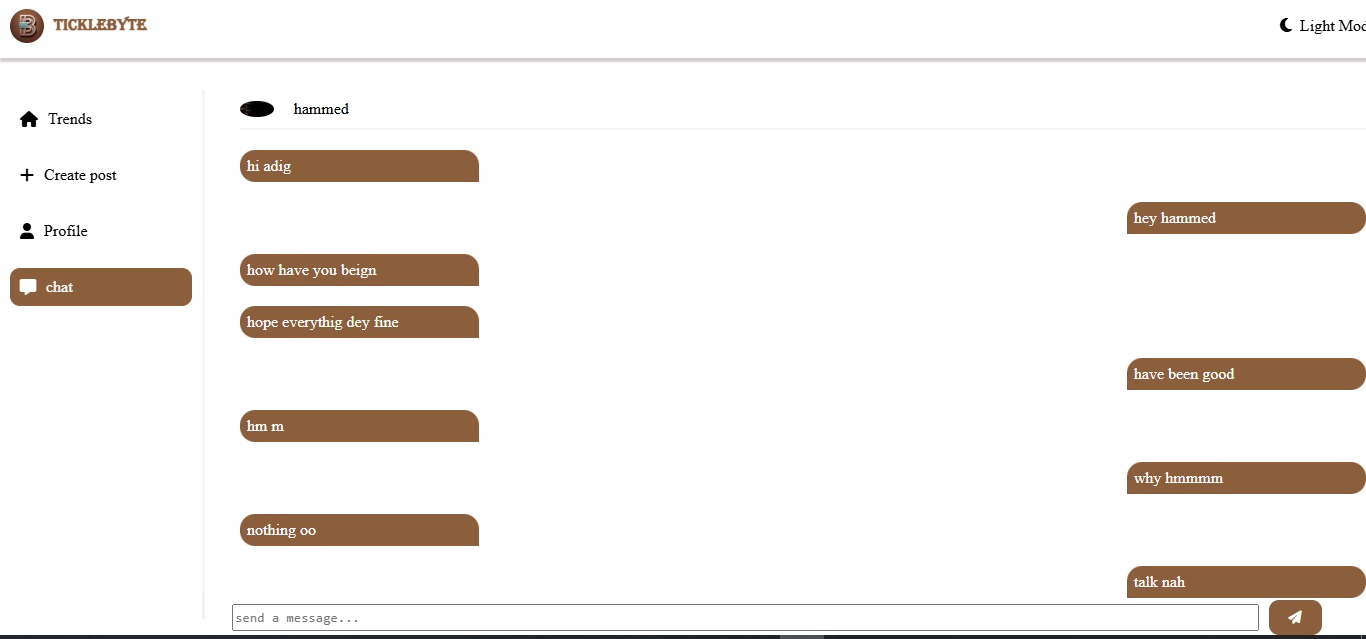 TICKLEBYTE
Light Mod
Trends
Create post
Profile
chat
hammed
hi adig
hey hammed
how have you beign
hope everythig dey fine
have been good
hm m
why hmmmm
nothing oo
talk nah
send a message...